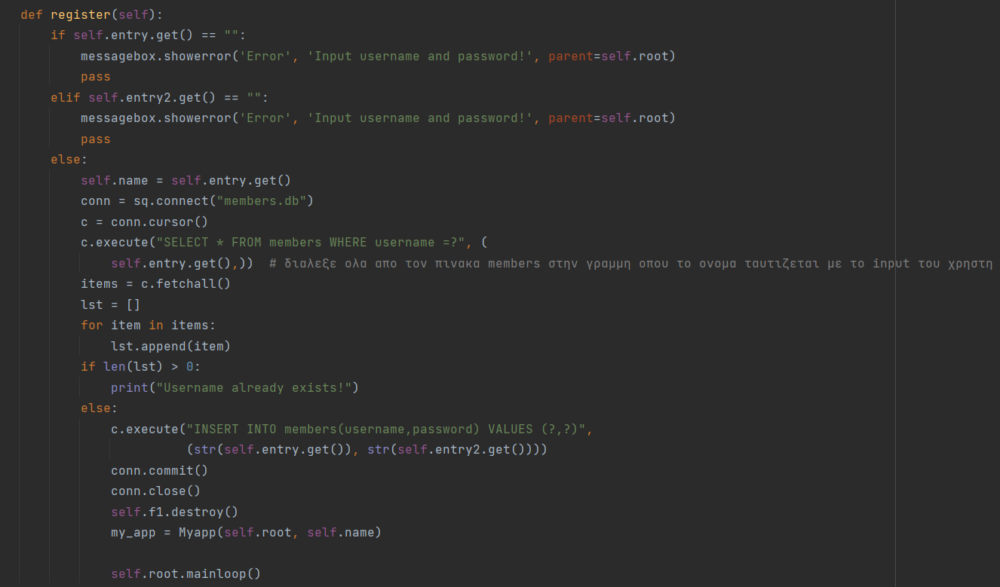 def register(self):
    if self.entry.get() == "":
        messagebox.showerror('Error', 'Input username and password!', parent=self.root)
        pass
    elif self.entry2.get() == "":
        messagebox.showerror('Error', 'Input username and password!', parent=self.root)
        pass
    else:
        self.name = self.entry.get()
        conn = sq.connect("members.db")
        c = conn.cursor()
        c.execute("SELECT * FROM members WHERE username =?", (
            self.entry.get(),))  # διαλεξε ολα απο τον πινακα members στην γραμμη οπου το ονομα ταυτιζεται με το input του χρηστη
        items = c.fetchall()
        lst = []
        for item in items:
            lst.append(item)
        if len(lst) > 0:
            print("Username already exists!")
        else:
            c.execute("INSERT INTO members(username,password) VALUES (?,?)",
                      (str(self.entry.get()), str(self.entry2.get())))
            conn.commit()
            conn.close()
            self.f1.destroy()
            my_app = Myapp(self.root, self.name)
            self.root.mainloop()